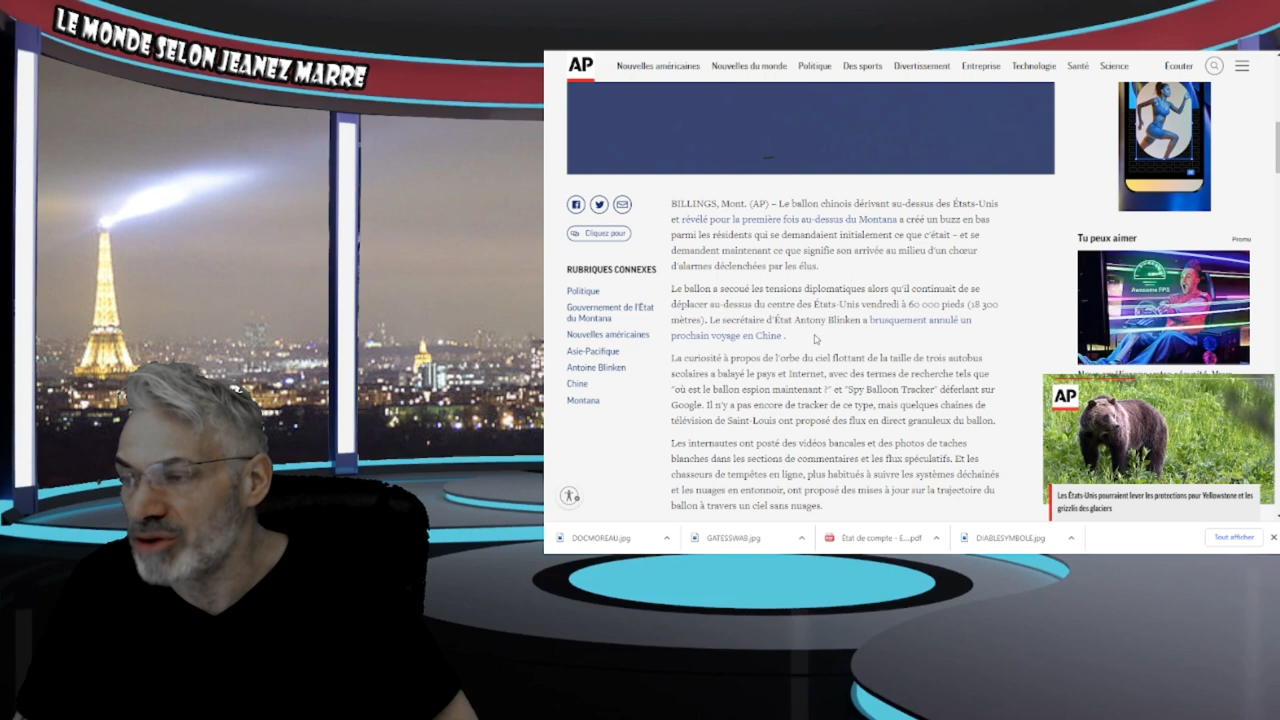 LE MONDE SELON JEANEZ MARRE
AP
Nouvelles américaines Nouvelles du monde Politique Des sports Divertissement Entreprise Technologie Santé Science Écouter
Cliquez pour
RUBRIQUES CONNEXES
Politique
Gouvernement de l'État
du Montana
Nouvelles américaines
Asie-Pacifique
Antoine Blinken
Chine
Montana
BILLINGS, Mont. (AP) – Le ballon chinois dérivant au-dessus des États-Unis
et révélé pour la première fois au-dessus du Montana a créé un buzz en bas
parmi les résidents qui se demandaient initialement ce que c'était – et se
demandent maintenant ce que signifie son arrivée au milieu d'un chœur
d'alarmes déclenchées par les élus.
Le ballon a secoué les tensions diplomatiques alors qu'il continuait de se
déplacer au-dessus du centre des États-Unis vendredi à 60 000 pieds (18 300
mètres). Le secrétaire d'État Antony Blinken a brusquement annulé un
prochain voyage en Chine .
La curiosité à propos de l'orbe du ciel flottant de la taille de trois autobus
scolaires a balayé le pays et Internet, avec des termes de recherche tels que
"où est le ballon espion maintenant ?" et "Spy Balloon Tracker" déferlant sur
Google. Il n'y a pas encore de tracker de ce type, mais quelques chaînes de
télévision de Saint-Louis ont proposé des flux en direct granuleux du ballon.
Les internautes ont posté des vidéos bancales et des photos de taches
blanches dans les sections de commentaires et les flux spéculatifs. Et les
chasseurs de tempêtes en ligne, plus habitués à suivre les systèmes déchaînés
et les nuages en entonnoir, ont proposé des mises à jour sur la trajectoire du
ballon à travers un ciel sans nuages.
Tu peux aimer Promu
Awesome FPS
AP
Les États-Unis pourraient lever les protections pour Yellowstone et les
grizzlis des glaciers
DOCMOREAU.jpg GATESSWAB.jpg État de compte - E....pdf DIABLESYMBOLE.jpg Tout afficher